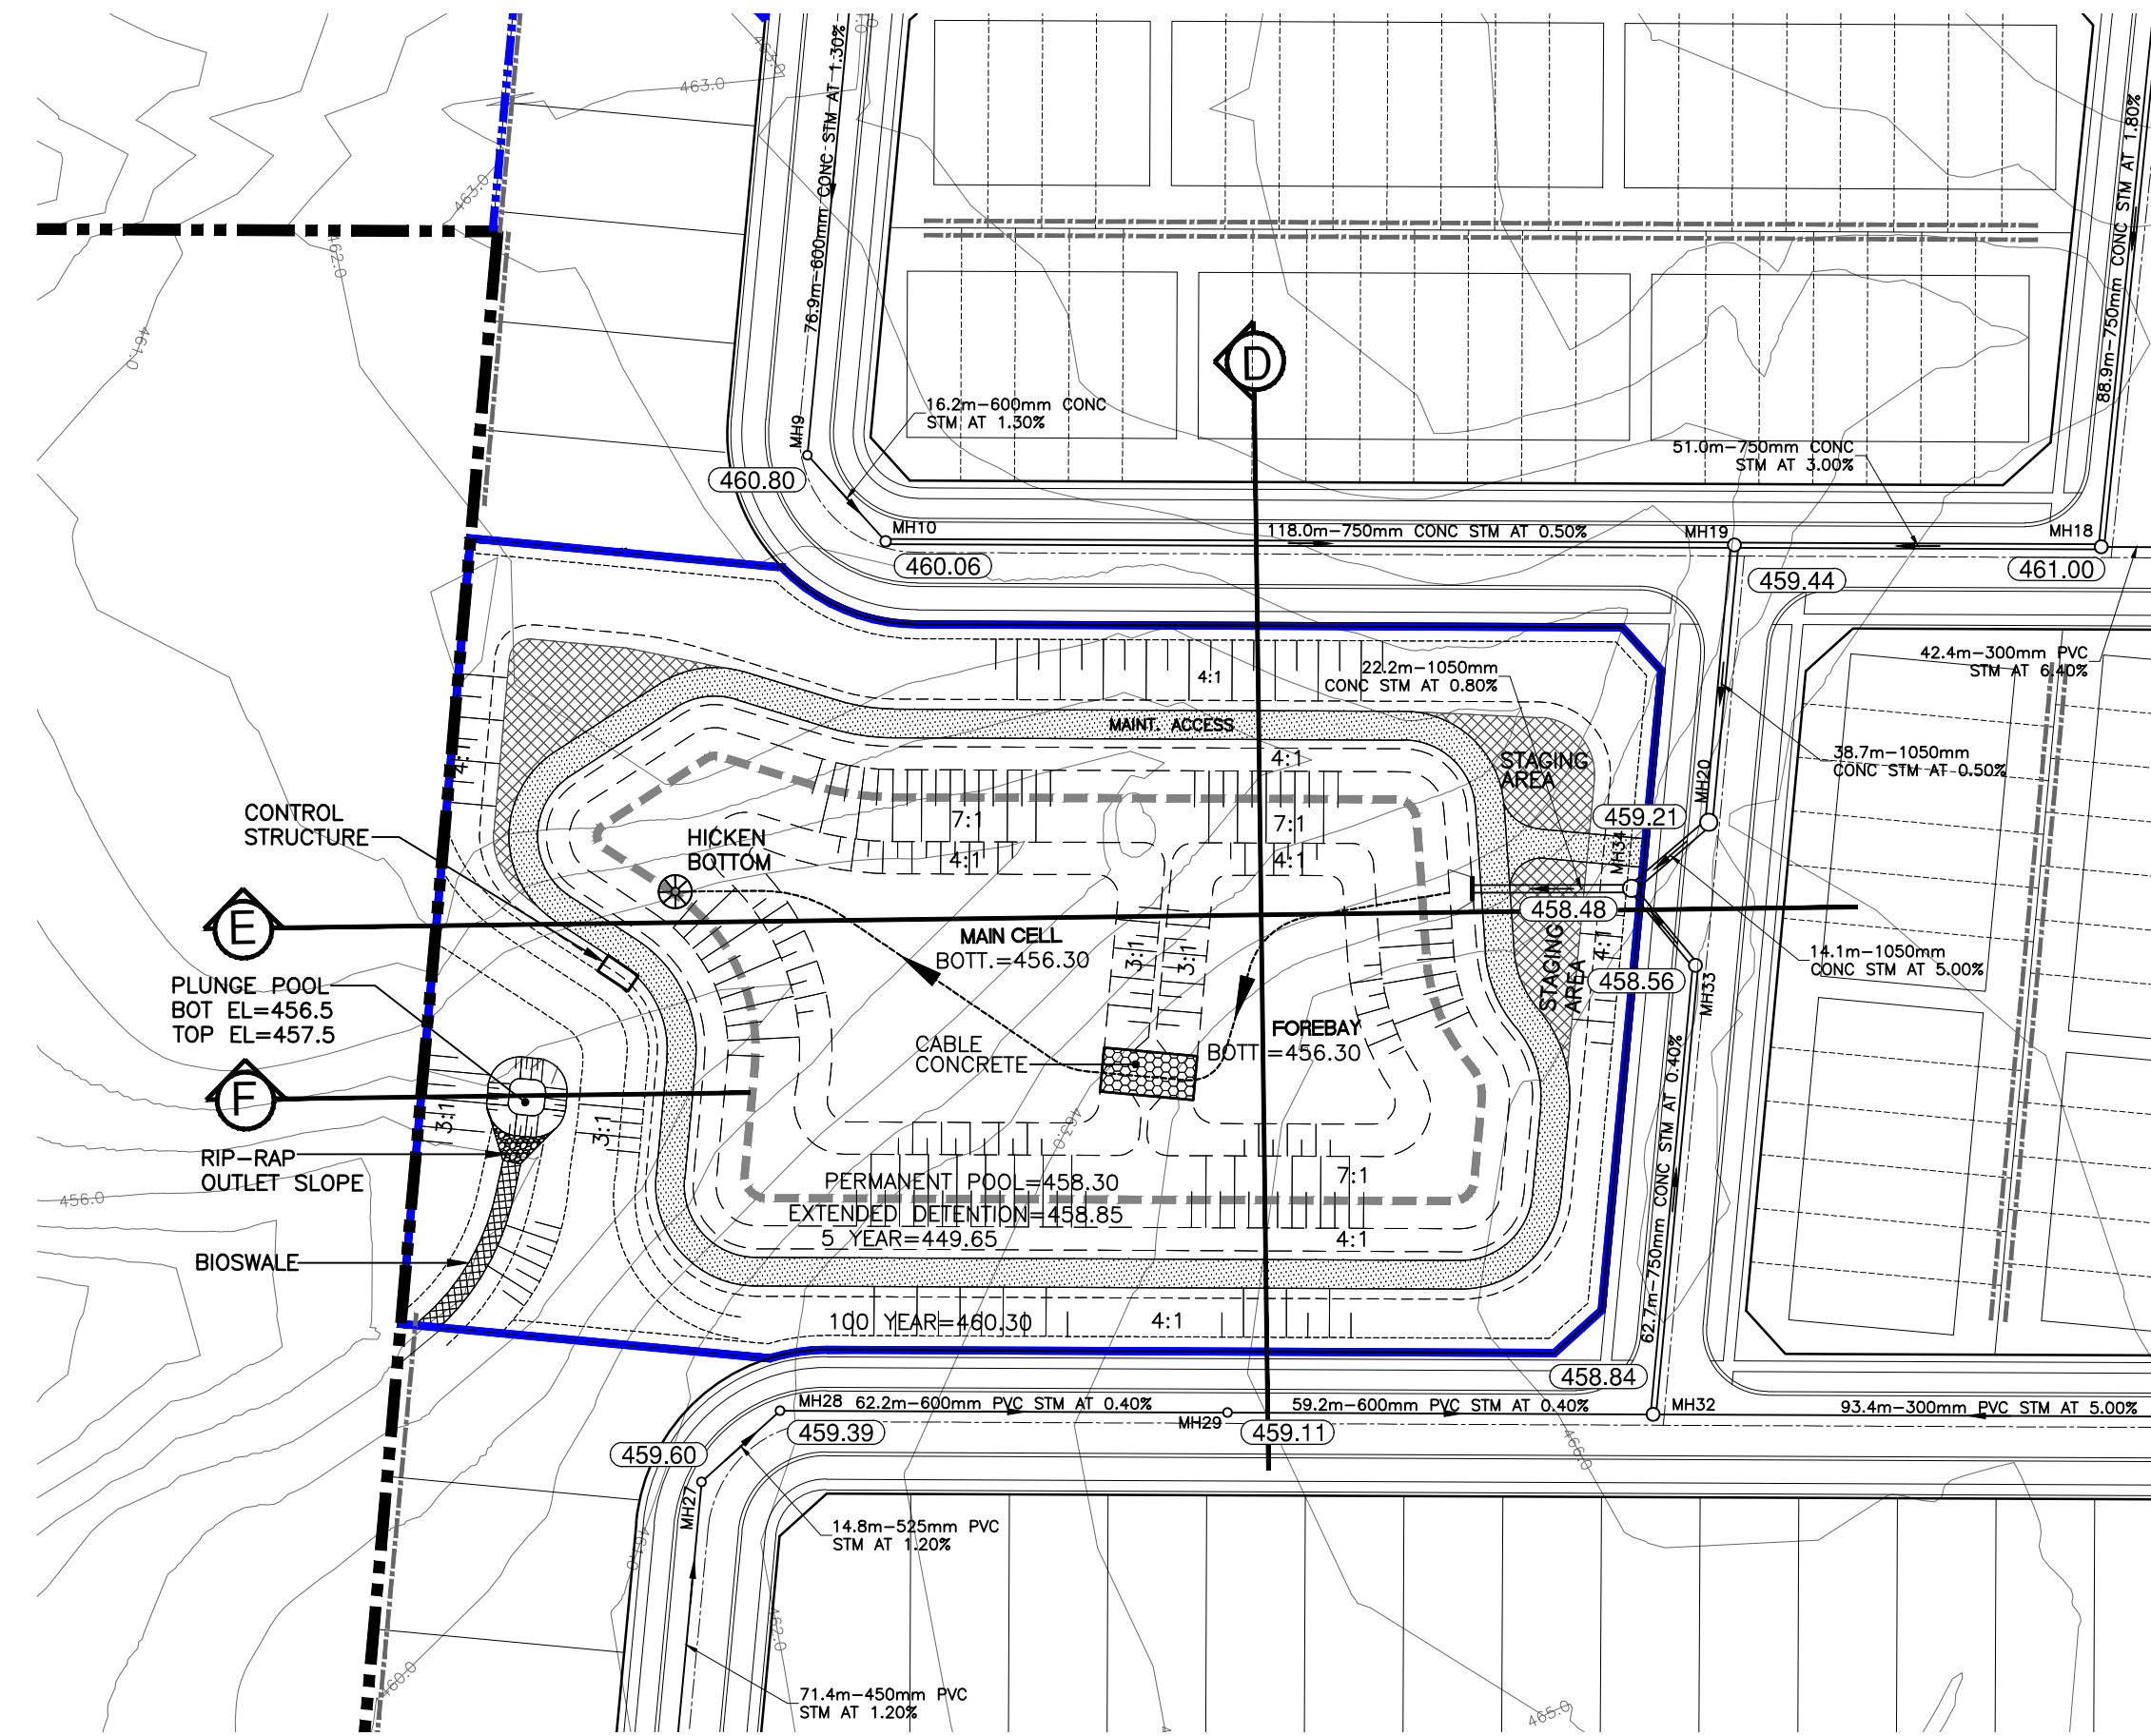 463.0
463.0
463.0
462.0
461.0
76.9m-600mm CONC STM AT 1.30%
88.9m-750mm CONC STM AT 1.80%
D
16.2m-600mm CONC
STM AT 1.30%
MH9
460.80
51.0m-750mm CONC
STM AT 3.00%
MH10
118.0m-750mm CONC STM AT 0.50%
MH19
MH18
460.06
459.44
461.00
42.4m-300mm PVC
STM AT 6.40%
22.2m-1050mm
CONC STM AT 0.80%
4:1
MAINT. ACCESS
4:1
4:1
STAGING
AREA
38.7m-1050mm
CONC STM AT 0.50%
MH20
CONTROL
STRUCTURE
HICKEN
BOTTOM
7:1
7:1
4:1
4:1
459.21
MH34
E
458.48
MAIN CELL
BOTT.=456.30
3:1
3:1
STAGING
AREA
4:1
14.1m-1050mm
CONC STM AT 5.00%
458.56
MH33
PLUNGE POOL
BOT EL=456.5
TOP EL=457.5
FOREBAY
BOTT.=456.30
CABLE
CONCRETE
F
3:1
3:1
463.0
62.7m-750mm CONC STM AT 0.40%
RIP-RAP
OUTLET SLOPE
456.0
PERMANENT POOL=458.30
7:1
EXTENDED DETENTION=458.85
5 YEAR=449.65
4:1
BIOSWALE
100 YEAR=460.30
4:1
458.84
MH28
62.2m-600mm PVC STM AT 0.40%
MH29
59.2m-600mm PVC STM AT 0.40%
MH32
93.4m-300mm PVC STM AT 5.00%
459.60
459.39
459.11
466.0
MH27
14.8m-525mm PVC
STM AT 1.20%
461.0
462.0
460.0
71.4m-450mm PVC
STM AT 1.20%
465.0